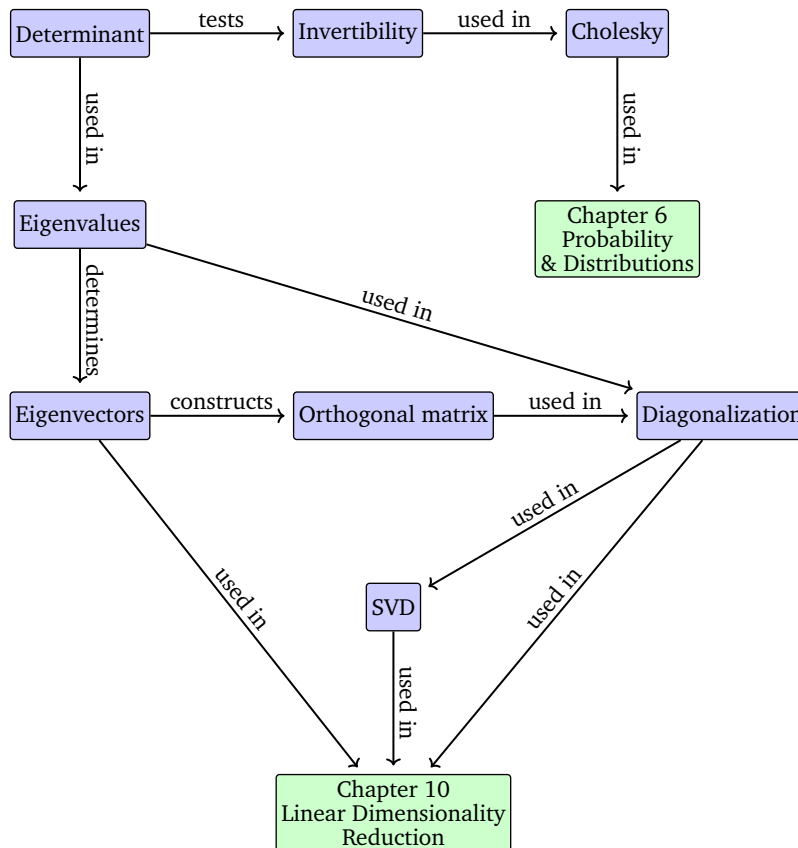 Determinant
tests
Invertibility
used in
Cholesky
used in
used in
Eigenvalues
Chapter 6
Probability
& Distributions
determines
used in
Eigenvectors
constructs
Orthogonal matrix
used in
Diagonalization
used in
used in
used in
SVD
used in
Chapter 10
Linear Dimensionality
Reduction